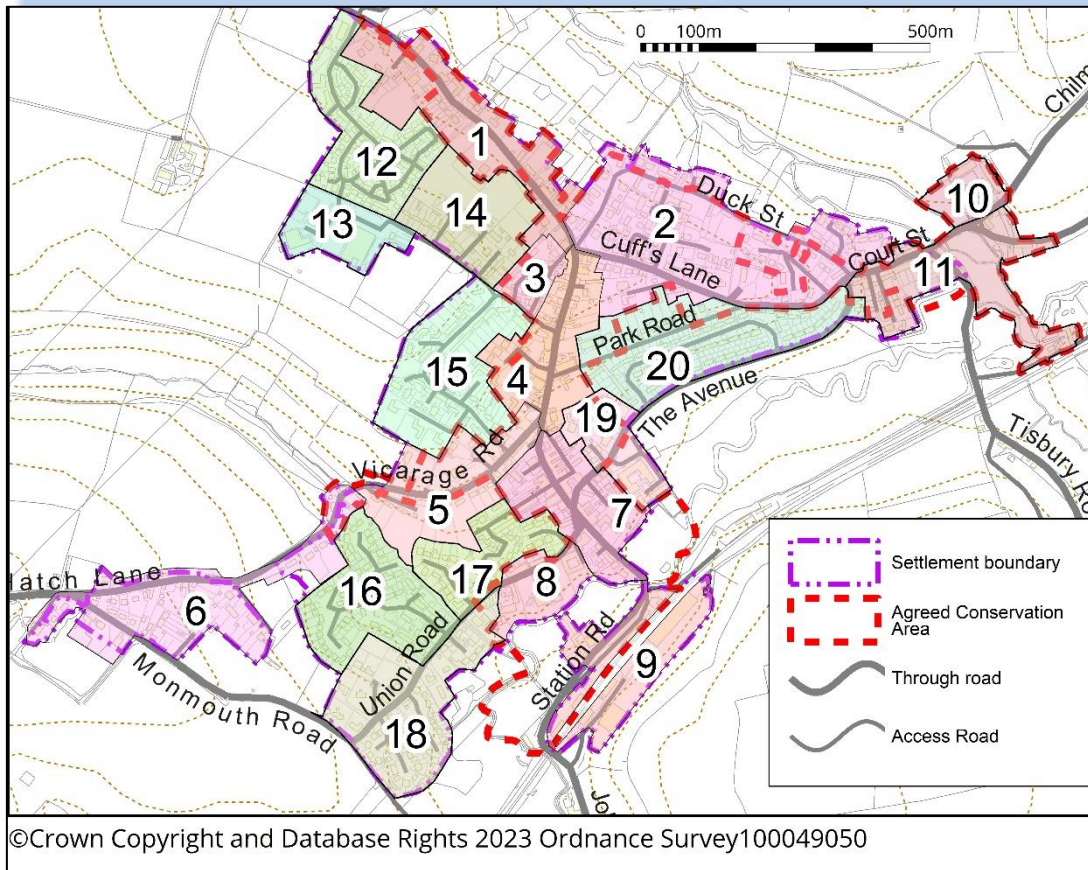 0 100m 500m
Chilm
10
1
12
2
Duck St
14
13
Cuff's Lane
Court St
11
3
Park Road
15
4
20
The Avenue
19
Tisbury Ro
Vicarage Rd
5
7
Hatch Lane
16
17
8
6
Union Road
Station Rd
9
Monmouth Road
18
Jo
Settlement boundary
Agreed Conservation
Area
Through road
Access Road
©Crown Copyright and Database Rights 2023 Ordnance Survey100049050